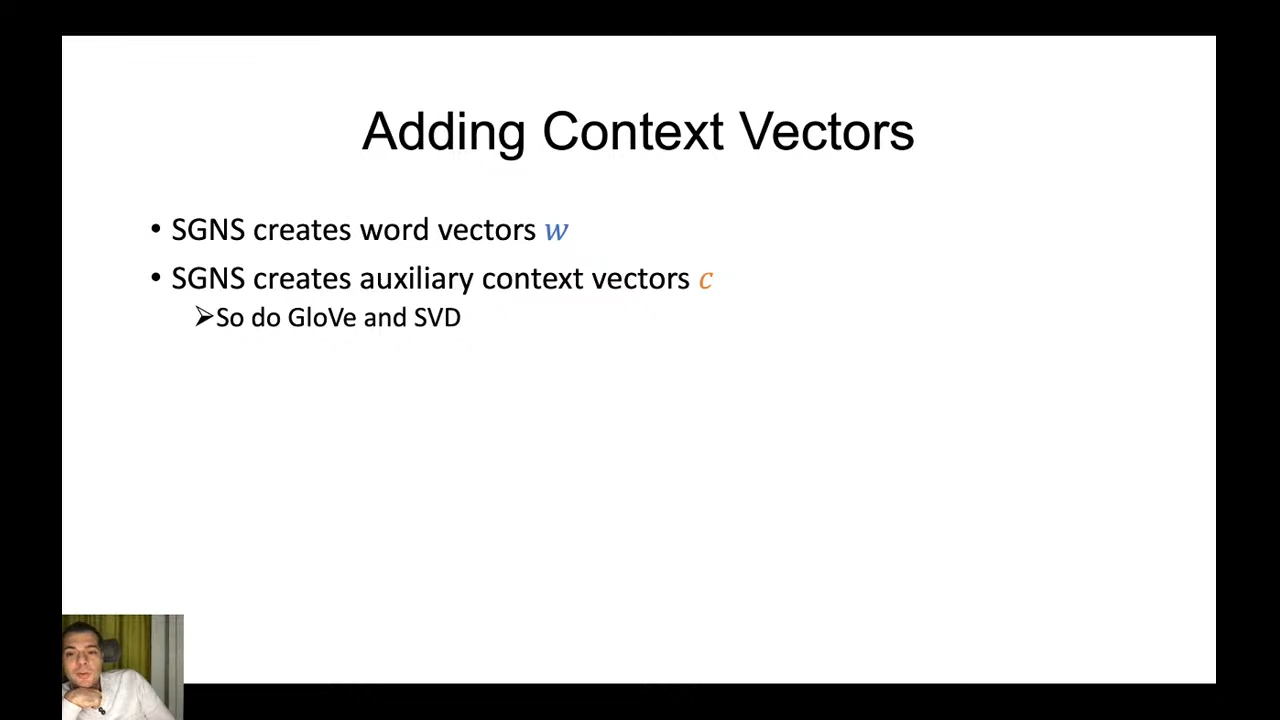 Adding Context Vectors
• SGNS creates word vectors w
• SGNS creates auxiliary context vectors c
➢So do GloVe and SVD